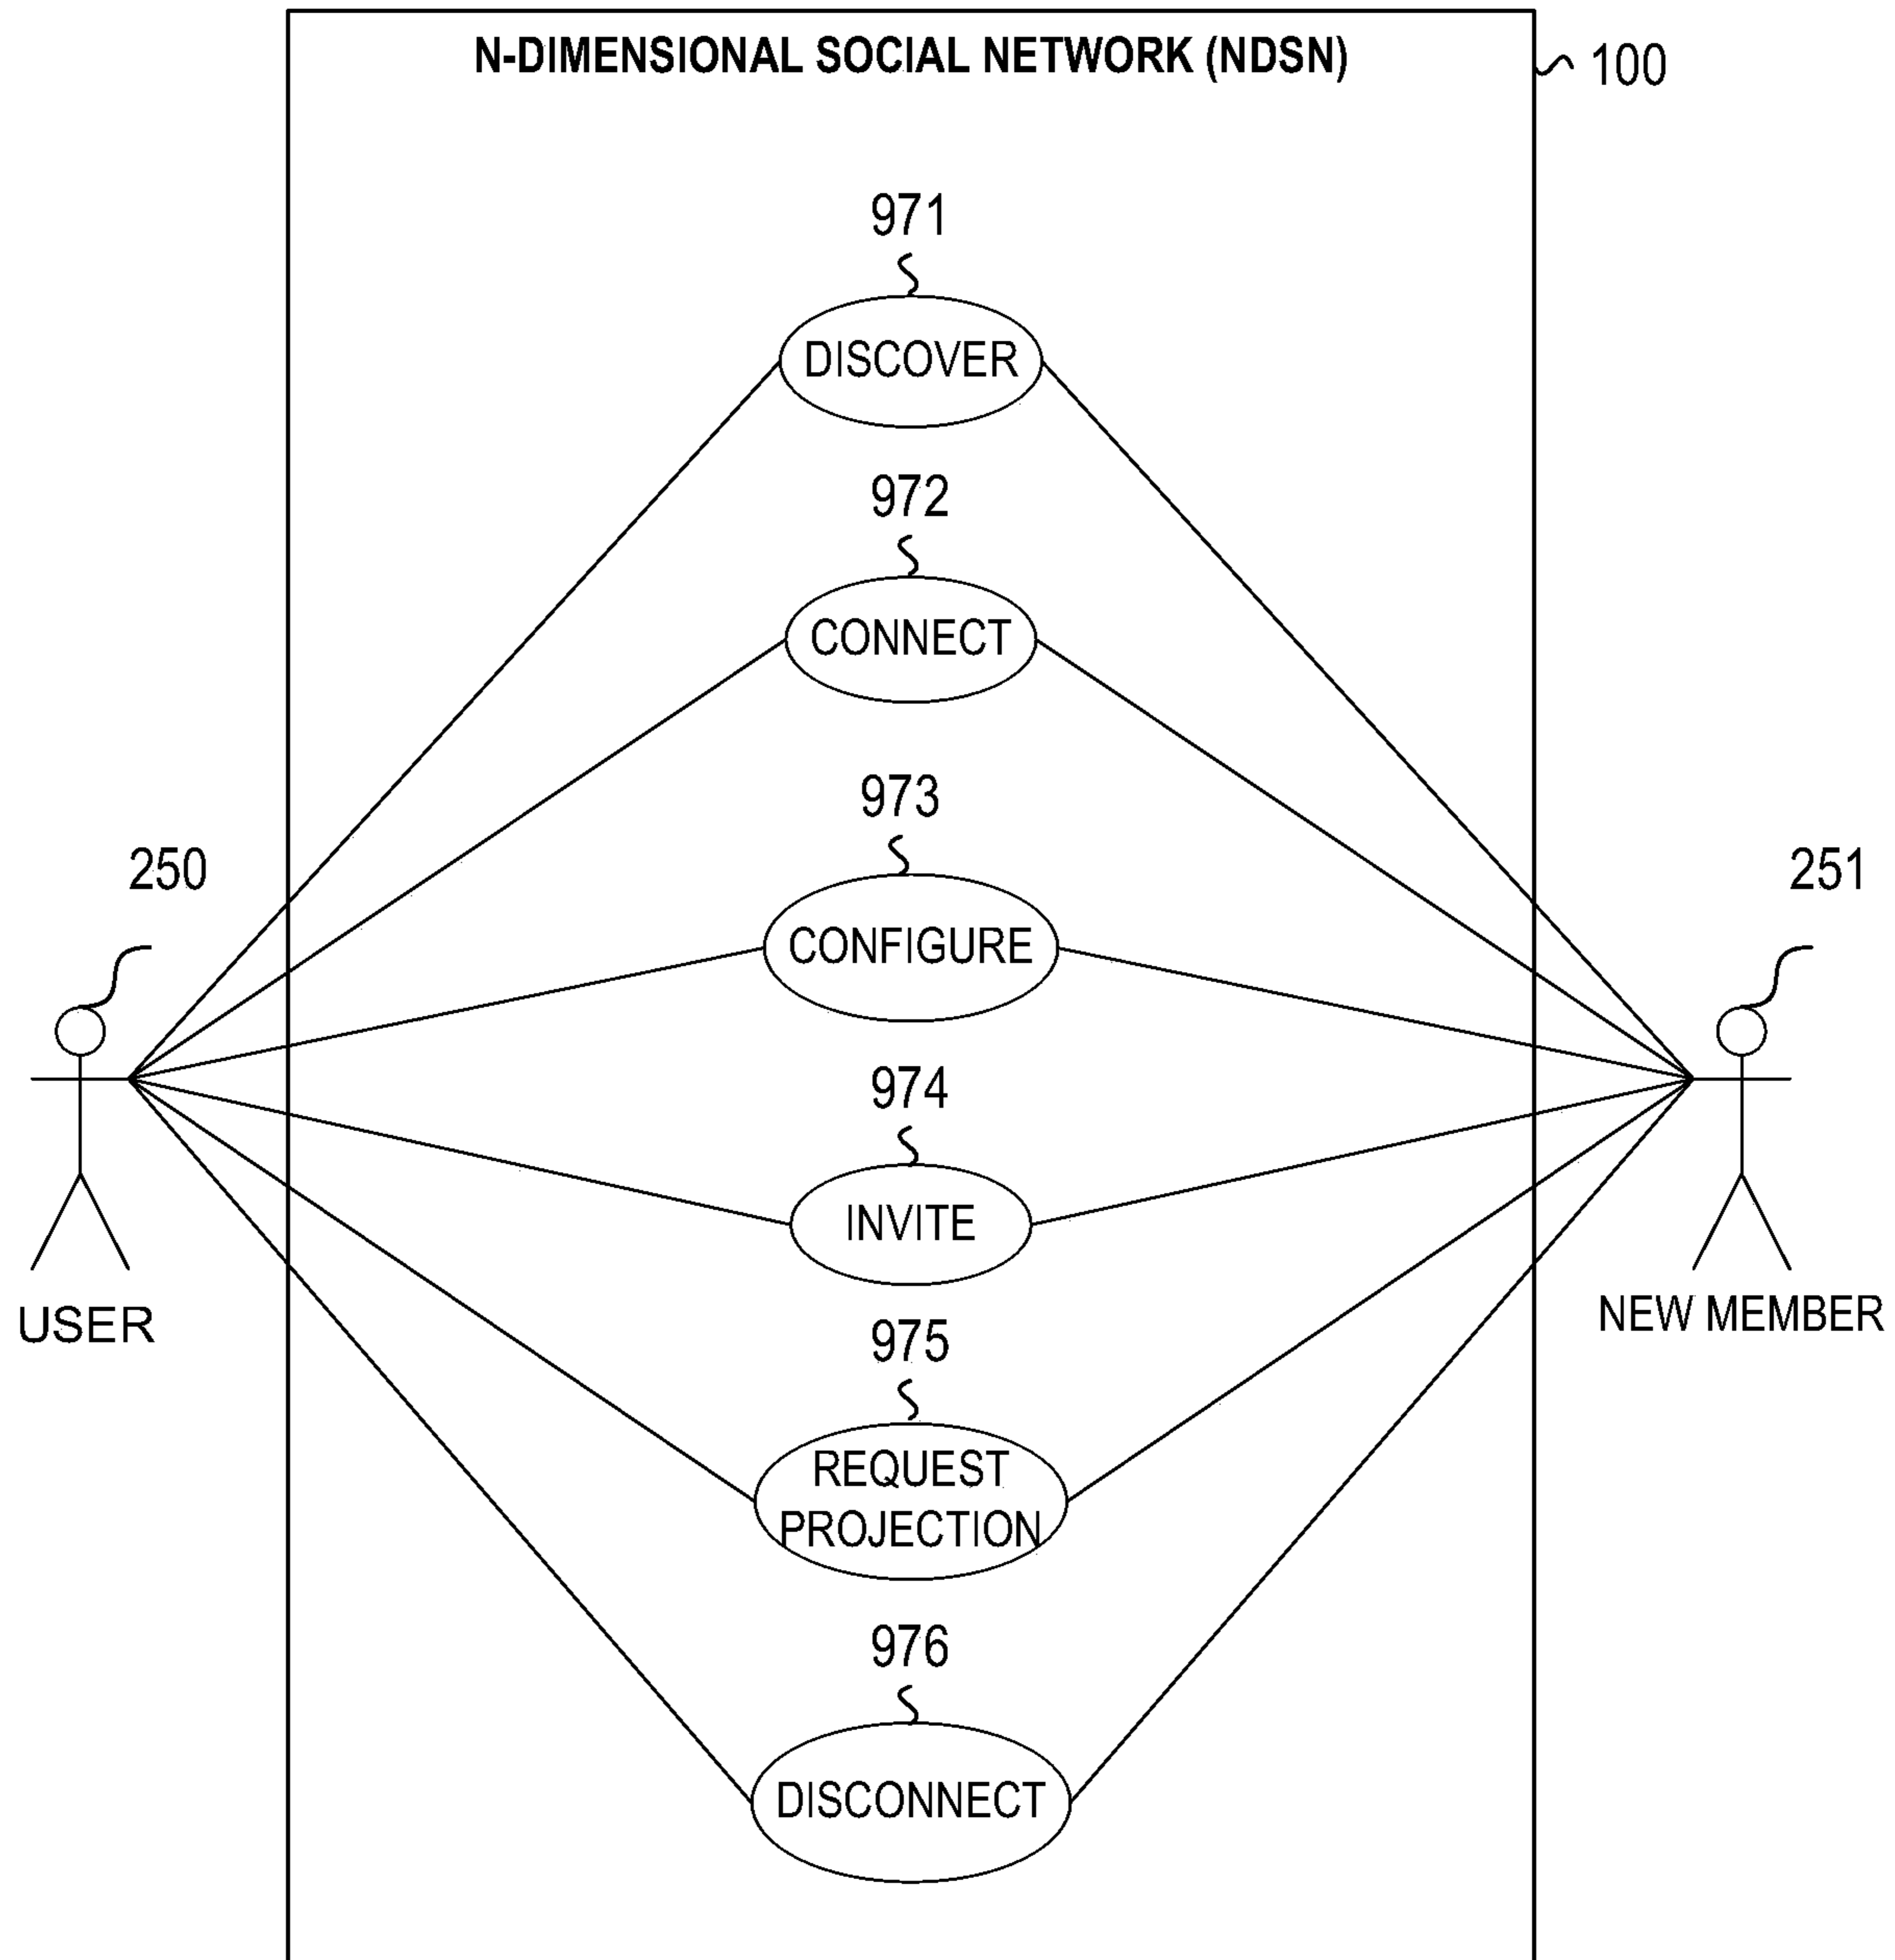 N-DIMENSIONAL SOCIAL NETWORK (NDSN)
100
971
DISCOVER
972
CONNECT
973
CONFIGURE
250
251
974
INVITE
USER
NEW MEMBER
975
REQUEST
PROJECTION
976
DISCONNECT